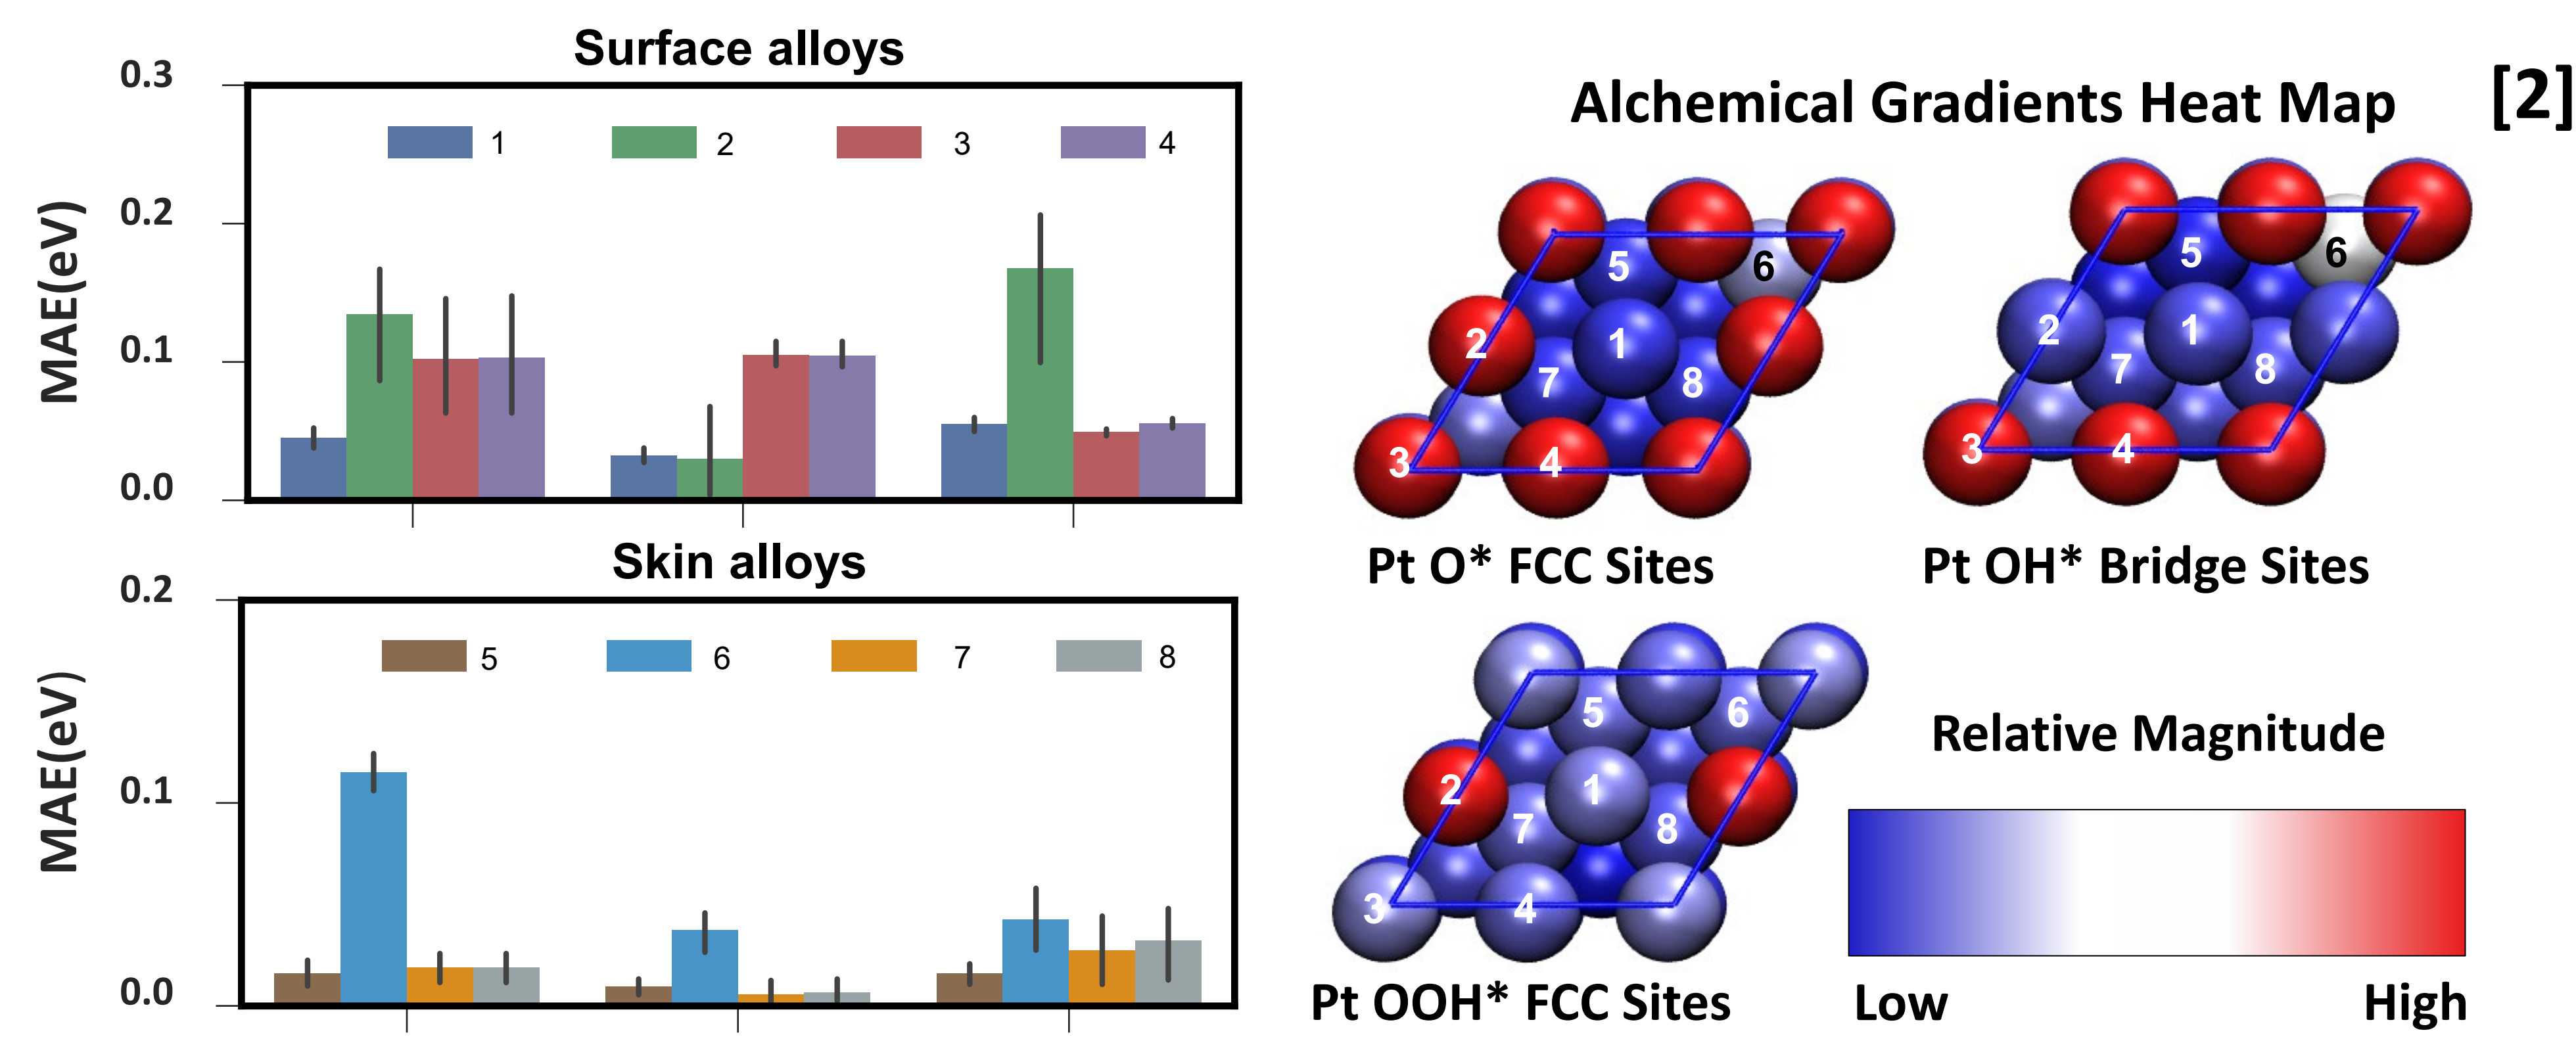 Surface alloys
0.3
0.2
0.1
0.0
MAE(eV)
1 2 3 4
Skin alloys
0.2
0.1
0.0
MAE(eV)
5 6 7 8
Alchemical Gradients Heat Map
[2]
5 6
2 1
7 8
3 4
Pt O* FCC Sites
5 6
2 1
7 8
3 4
Pt OH* Bridge Sites
5 6
2 1
7 8
3 4
Pt OOH* FCC Sites
Relative Magnitude
Low High